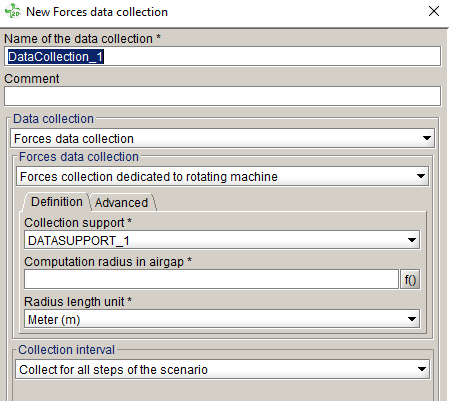 New Forces data collection
Name of the data collection *
DataCollection_1
Comment
Data collection
Forces data collection
Forces data collection
Forces collection dedicated to rotating machine
Definition Advanced
Collection support *
DATASUPPORT_1
Computation radius in airgap *
f()
Radius length unit *
Meter (m)
Collection interval
Collect for all steps of the scenario